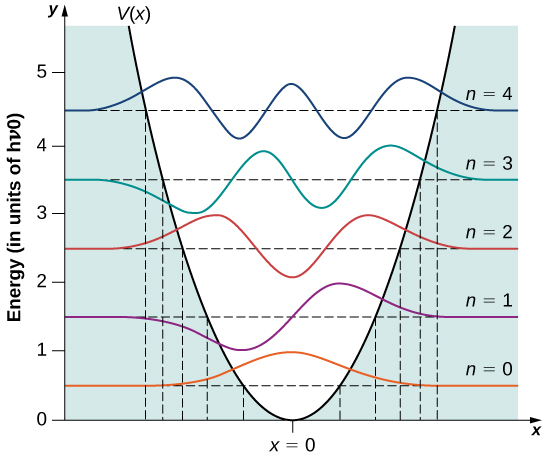 y
V(x)
5
n = 4
4
n = 3
3
n = 2
2
n = 1
1
n = 0
0
x = 0
x
Energy (in units of hν0)